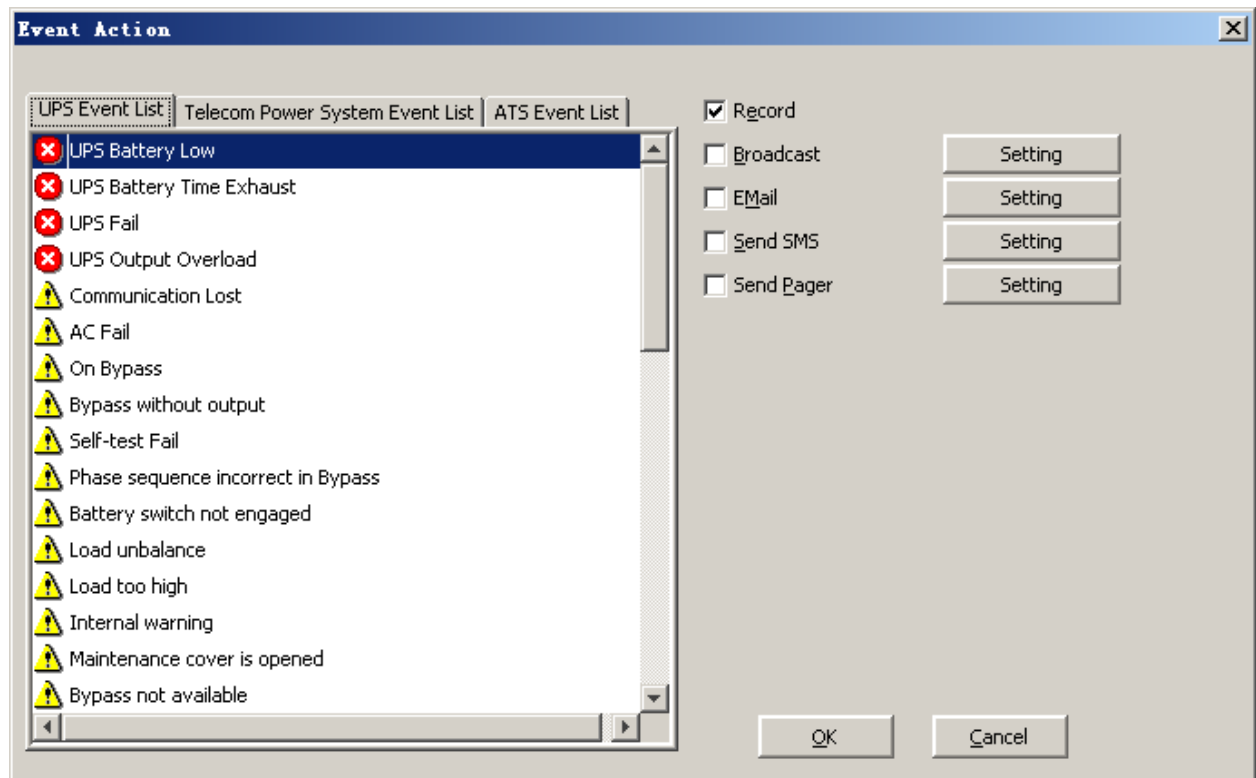 Event Action
UPS Event List Telecom Power System Event List ATS Event List
UPS Battery Low
UPS Battery Time Exhaust
UPS Fail
UPS Output Overload
Communication Lost
AC Fail
On Bypass
Bypass without output
Self-test Fail
Phase sequence incorrect in Bypass
Battery switch not engaged
Load unbalance
Load too high
Internal warning
Maintenance cover is opened
Bypass not available
Record
Broadcast Setting
EMail Setting
Send SMS Setting
Send Pager Setting
OK Cancel